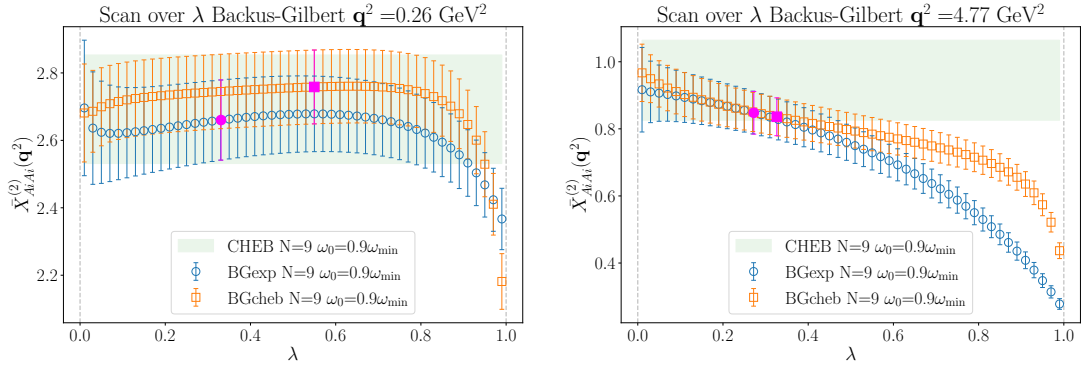 Scan over λ Backus-Gilbert q² =0.26 GeV²
X̄⁽²⁾_AiAi(q²)
2.8
2.6
2.4
2.2
CHEB N=9 ω₀=0.9ω_min
BGexp N=9 ω₀=0.9ω_min
BGcheb N=9 ω₀=0.9ω_min
0.0 0.2 0.4 0.6 0.8 1.0
λ
Scan over λ Backus-Gilbert q² =4.77 GeV²
X̄⁽²⁾_AiAi(q²)
1.0
0.8
0.6
0.4
CHEB N=9 ω₀=0.9ω_min
BGexp N=9 ω₀=0.9ω_min
BGcheb N=9 ω₀=0.9ω_min
0.0 0.2 0.4 0.6 0.8 1.0
λ